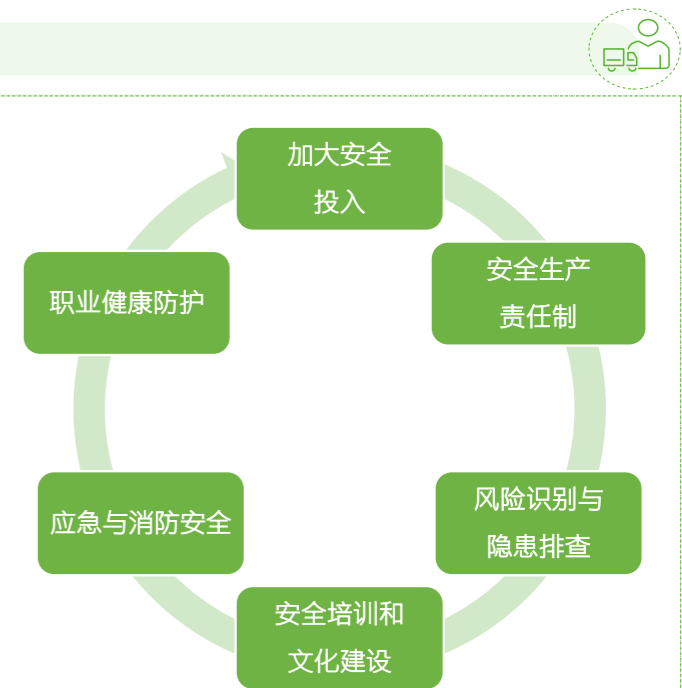 加大安全
投入
安全生产
责任制
风险识别与
隐患排查
安全培训和
文化建设
应急与消防安全
职业健康防护